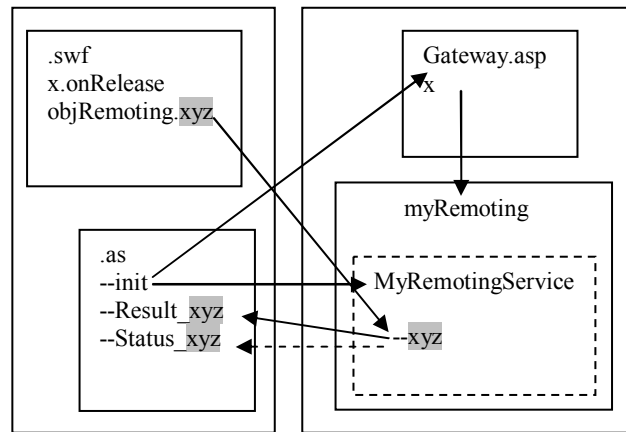 .swf
x.onRelease
objRemoting.xyz
Gateway.asp
x
myRemoting
.as
--init
--Result_xyz
--Status_xyz
MyRemotingService
---xyz